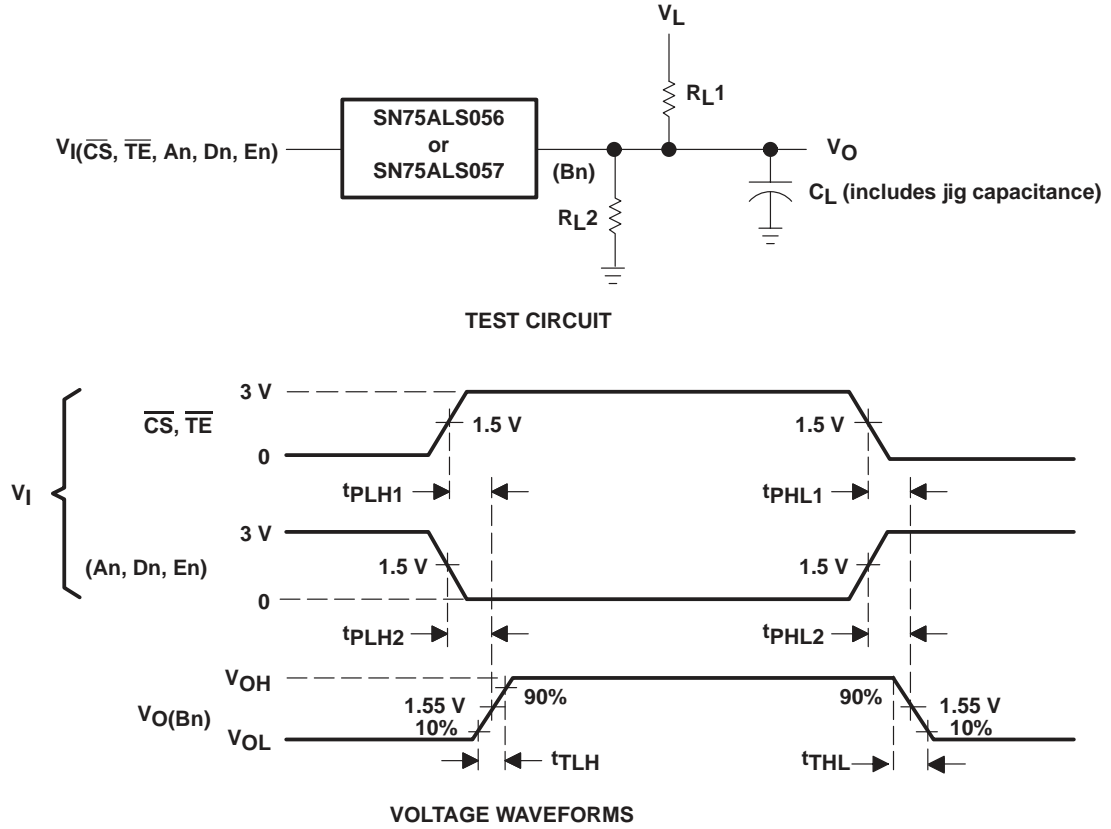 VL
RL1
SN75ALS056
or
SN75ALS057
VI(CS, TE, An, Dn, En)
(Bn)
VO
RL2
CL (includes jig capacitance)
TEST CIRCUIT
3 V
CS, TE
1.5 V
1.5 V
0
tPLH1
tPHL1
VI
3 V
(An, Dn, En)
1.5 V
1.5 V
0
tPLH2
tPHL2
VOH
90%
90%
1.55 V
1.55 V
VO(Bn)
10%
10%
VOL
tTLH
tTHL
VOLTAGE WAVEFORMS